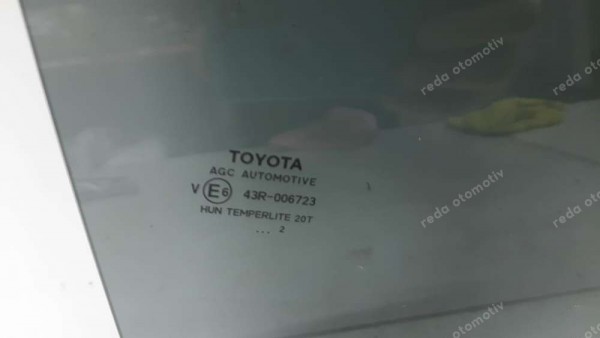 TOYOTA
AGC AUTOMOTIVE
V E6 43R-006723
HUN TEMPERLITE 20T
... 2
reda otomotiv
reda otomotiv
reda otomotiv
reda otomotiv